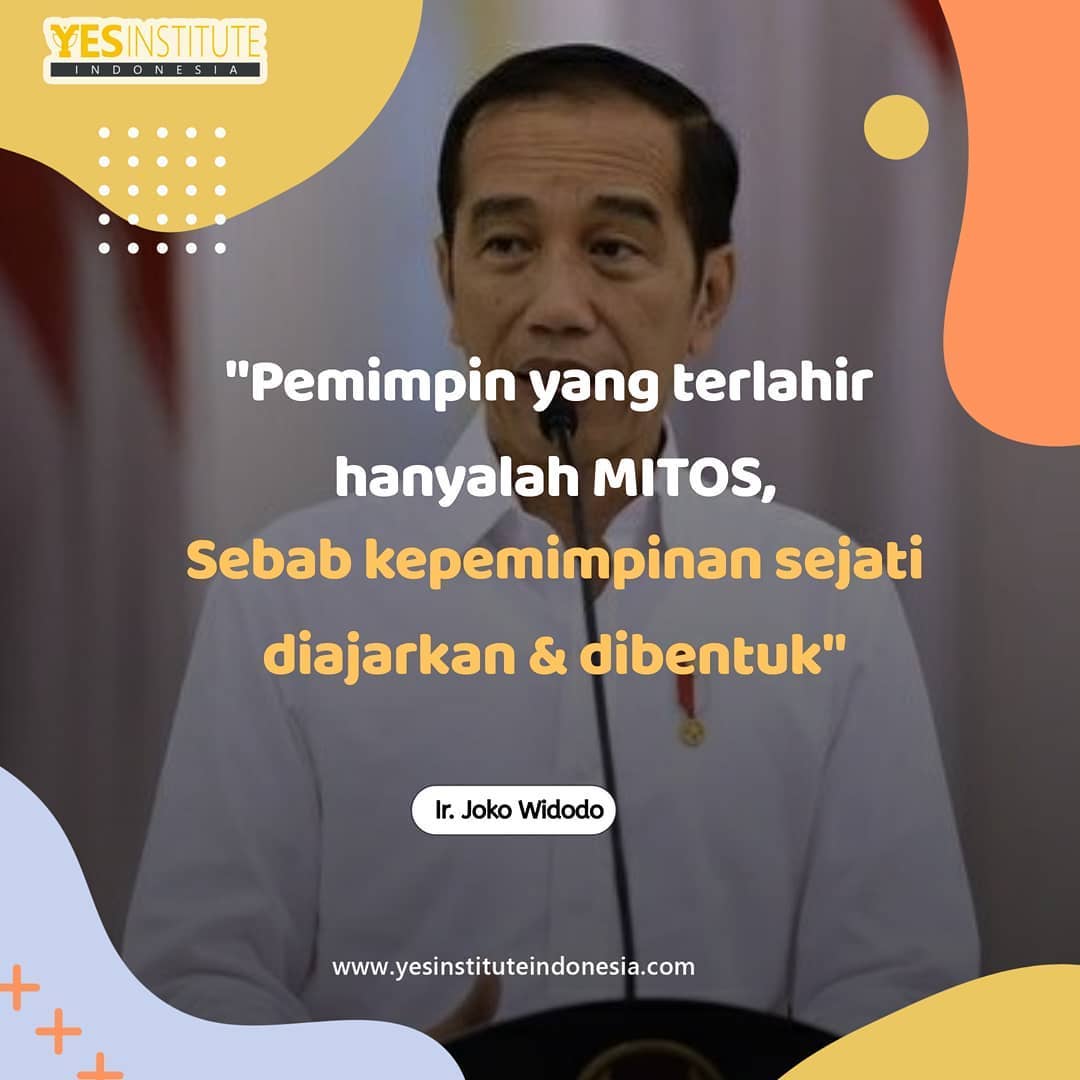 YESINSTITUTE
INDONESIA
"Pemimpin yang terlahir
hanyalah MITOS,
Sebab kepemimpinan sejati
diajarkan & dibentuk"
Ir. Joko Widodo
www.yesinstituteindonesia.com